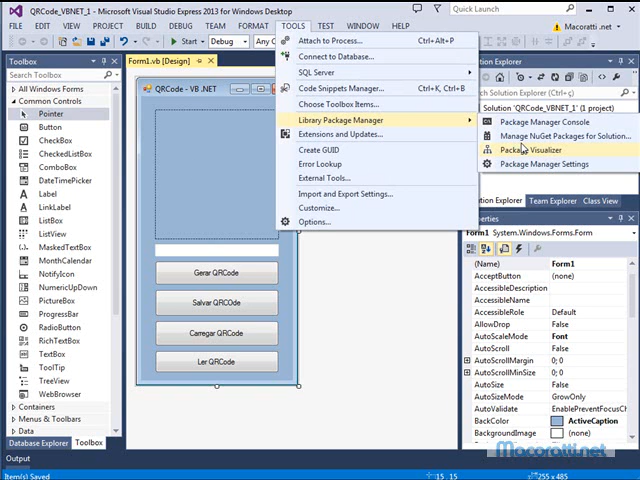 QRCode_VBNET_1 - Microsoft Visual Studio Express 2013 for Windows Desktop
Quick Launch (Ctrl+Q)
FILE EDIT VIEW PROJECT BUILD DEBUG TEAM FORMAT TOOLS TEST WINDOW HELP
Macoratti .net
Start Debug Any C
Toolbox
Search Toolbox
All Windows Forms
Common Controls
Pointer
Button
CheckBox
CheckedListBox
ComboBox
DateTimePicker
Label
LinkLabel
ListBox
ListView
MaskedTextBox
MonthCalendar
NotifyIcon
NumericUpDown
PictureBox
ProgressBar
RadioButton
RichTextBox
TextBox
ToolTip
TreeView
Containers
Menus & Toolbars
Data
Database Explorer Toolbox
Form1.vb [Design]
QRCode - VB .NET
Gerar QRCode
Salvar QRCOde
Carregar QRCode
Ler QRCode
Attach to Process... Ctrl+Alt+P
Connect to Database...
SQL Server
Code Snippets Manager... Ctrl+K, Ctrl+B
Choose Toolbox Items...
Library Package Manager
Extensions and Updates...
Create GUID
Error Lookup
External Tools...
Import and Export Settings...
Customize...
Options...
Package Manager Console
Manage NuGet Packages for Solution...
Package Visualizer
Package Manager Settings
Explorer
Search Solution Explorer (Ctrl+ç)
Solution 'QRCode_VBNET_1' (1 project)
ution Explorer Team Explorer Class View
Properties
Form1 System.Windows.Forms.Form
(Name) Form1
AcceptButton (none)
AccessibleDescription
AccessibleName
AccessibleRole Default
AllowDrop False
AutoScaleMode Font
AutoScroll False
AutoScrollMargin 0; 0
AutoScrollMinSize 0; 0
AutoSize False
AutoSizeMode GrowOnly
AutoValidate EnablePreventFocusCh
BackColor ActiveCaption
BackgroundImage (none)
Macoratti.net
Output
Item(s) Saved
15 , 15
255 x 485